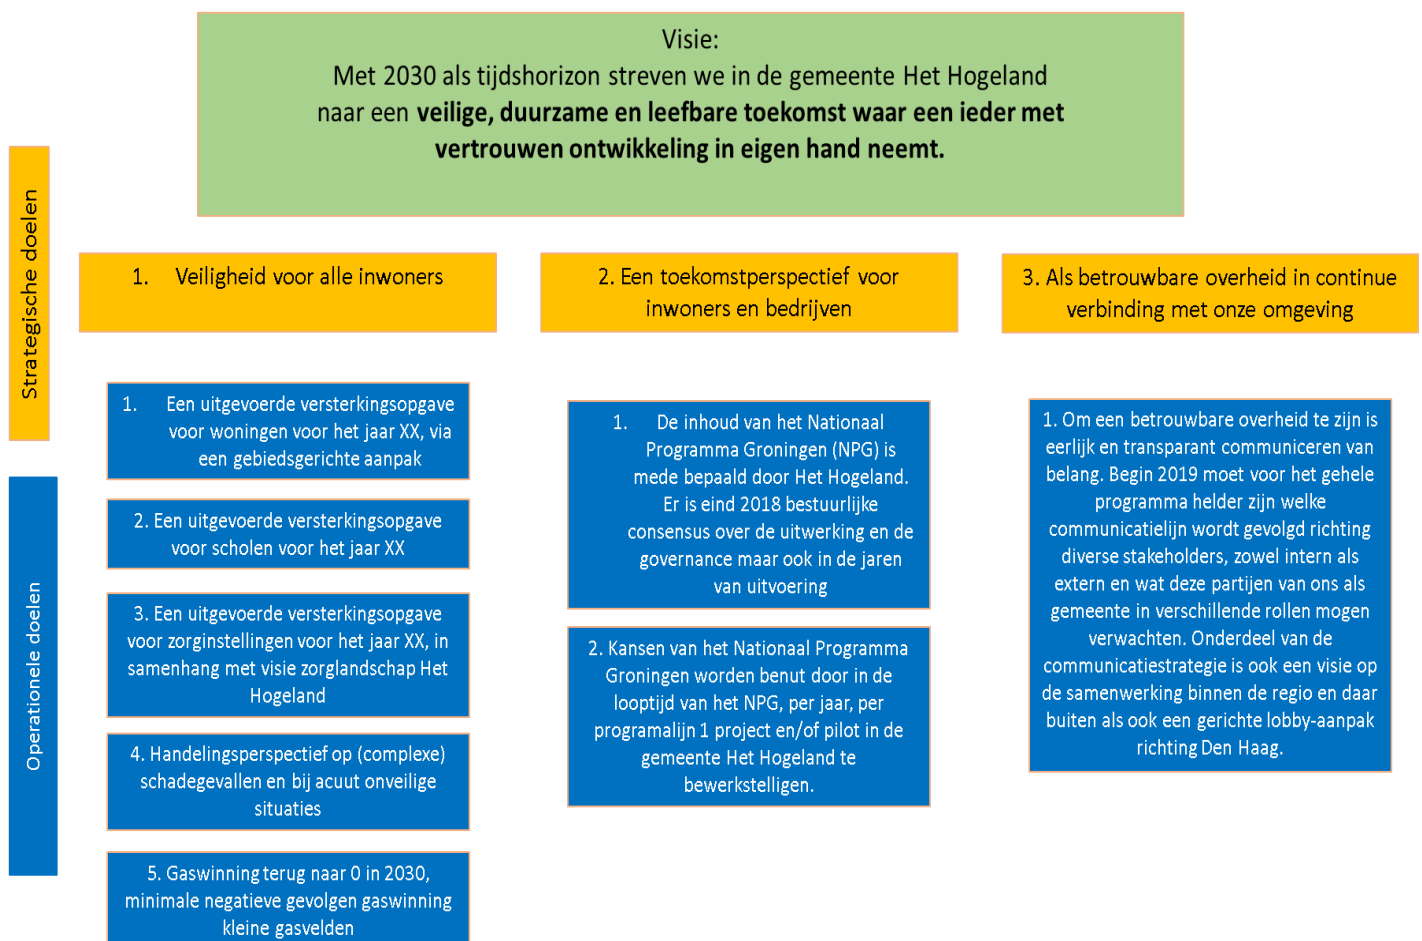 Visie:
Met 2030 als tijdshorizon streven we in de gemeente Het Hogeland
naar een veilige, duurzame en leefbare toekomst waar een ieder met
vertrouwen ontwikkeling in eigen hand neemt.
Strategische doelen
1. Veiligheid voor alle inwoners
2. Een toekomstperspectief voor
inwoners en bedrijven
3. Als betrouwbare overheid in continue
verbinding met onze omgeving
Operationele doelen
1. Een uitgevoerde versterkingsopgave
voor woningen voor het jaar XX, via
een gebiedsgerichte aanpak
2. Een uitgevoerde versterkingsopgave
voor scholen voor het jaar XX
3. Een uitgevoerde versterkingsopgave
voor zorginstellingen voor het jaar XX, in
samenhang met visie zorglandschap Het
Hogeland
4. Handelingsperspectief op (complexe)
schadegevallen en bij acuut onveilige
situaties
5. Gaswinning terug naar 0 in 2030,
minimale negatieve gevolgen gaswinning
kleine gasvelden
1. De inhoud van het Nationaal
Programma Groningen (NPG) is
mede bepaald door Het Hogeland.
Er is eind 2018 bestuurlijke
consensus over de uitwerking en de
governance maar ook in de jaren
van uitvoering
2. Kansen van het Nationaal Programma
Groningen worden benut door in de
looptijd van het NPG, per jaar, per
programalijn 1 project en/of pilot in de
gemeente Het Hogeland te
bewerkstelligen.
1. Om een betrouwbare overheid te zijn is
eerlijk en transparant communiceren van
belang. Begin 2019 moet voor het gehele
programma helder zijn welke
communicatielijn wordt gevolgd richting
diverse stakeholders, zowel intern als
extern en wat deze partijen van ons als
gemeente in verschillende rollen mogen
verwachten. Onderdeel van de
communicatiestrategie is ook een visie op
de samenwerking binnen de regio en daar
buiten als ook een gerichte lobby-aanpak
richting Den Haag.